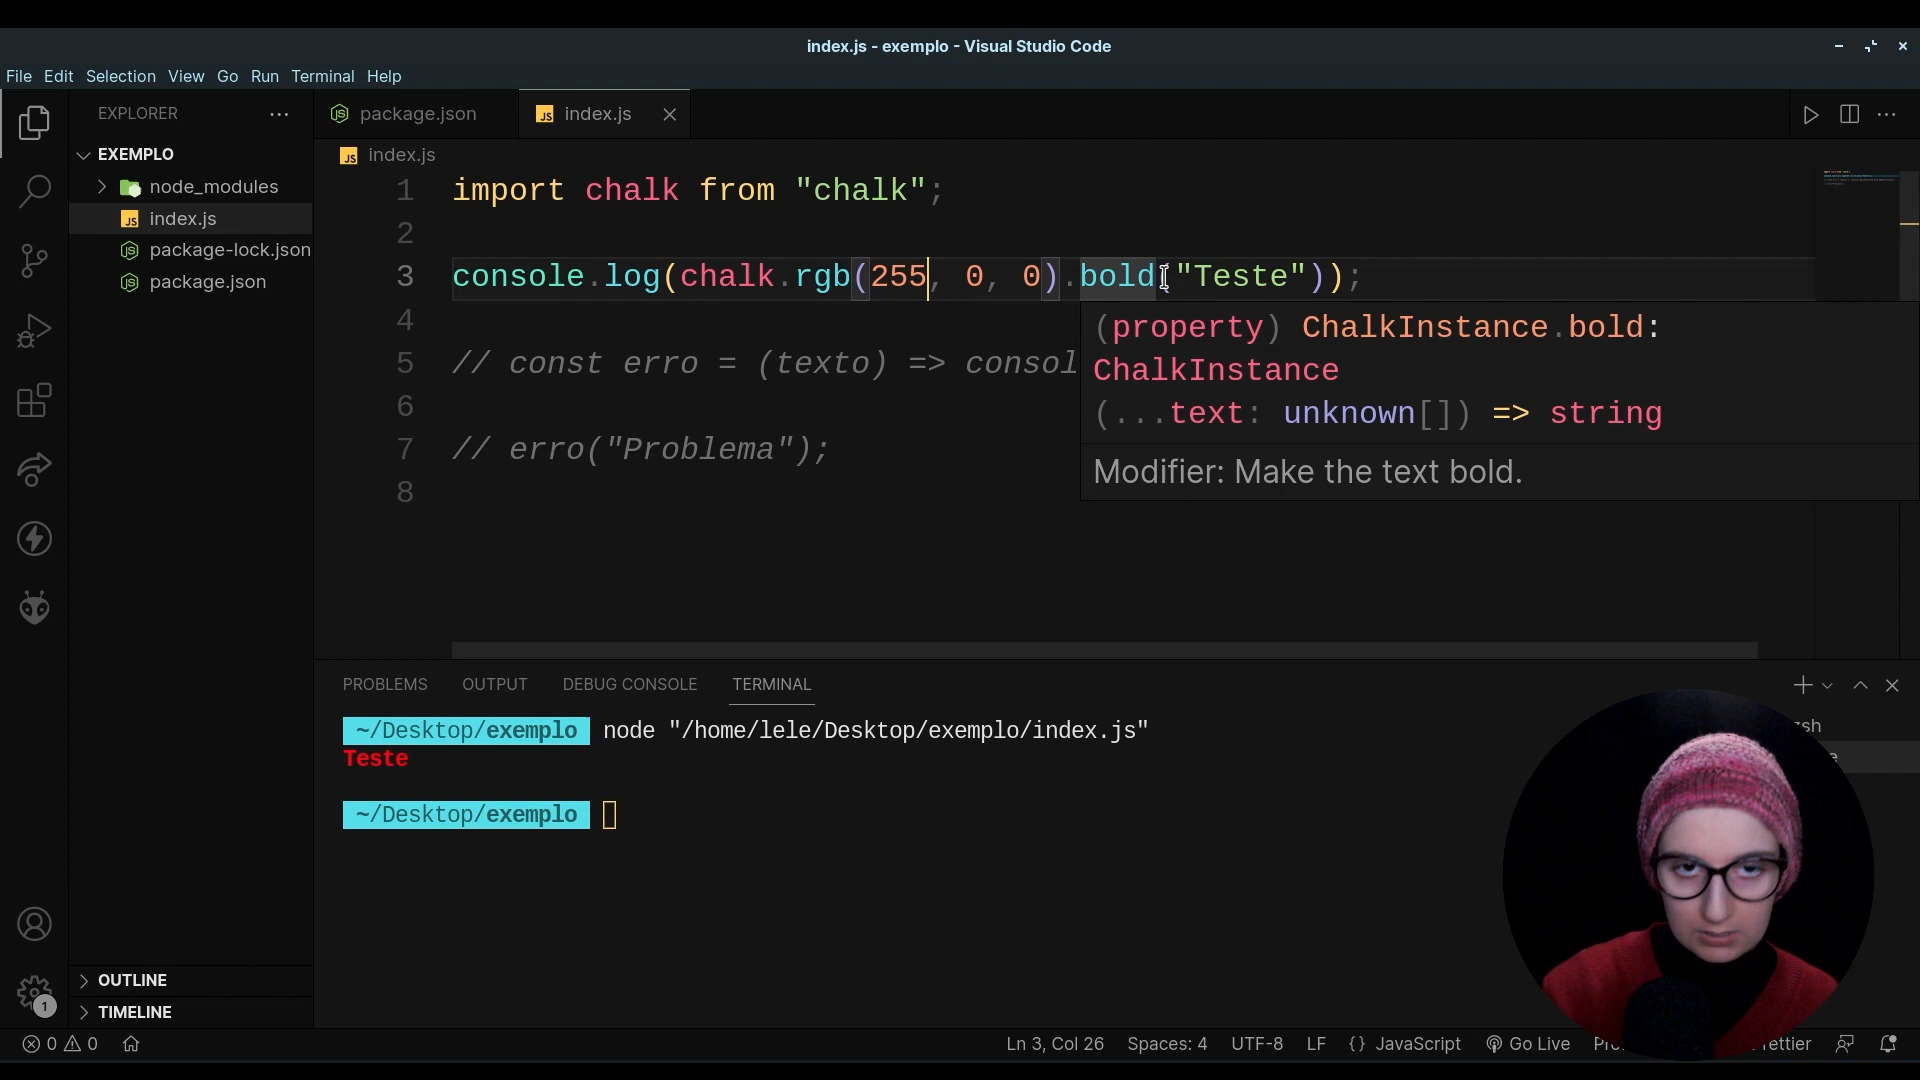 index.js - exemplo - Visual Studio Code
File Edit Selection View Go Run Terminal Help
EXPLORER
package.json
index.js
EXEMPLO
node_modules
index.js
package-lock.json
package.json
index.js
1 import chalk from "chalk";
2
3 console.log(chalk.rgb(255, 0, 0).bold("Teste"));
4
5 // const erro = (texto) => consol
6
7 // erro("Problema");
8
(property) ChalkInstance.bold:
ChalkInstance
(...text: unknown[]) => string
Modifier: Make the text bold.
PROBLEMS OUTPUT DEBUG CONSOLE TERMINAL
~/Desktop/exemplo node "/home/lele/Desktop/exemplo/index.js"
Teste
~/Desktop/exemplo
zsh
OUTLINE
TIMELINE
1
0 0 Ln 3, Col 26 Spaces: 4 UTF-8 LF {} JavaScript Go Live